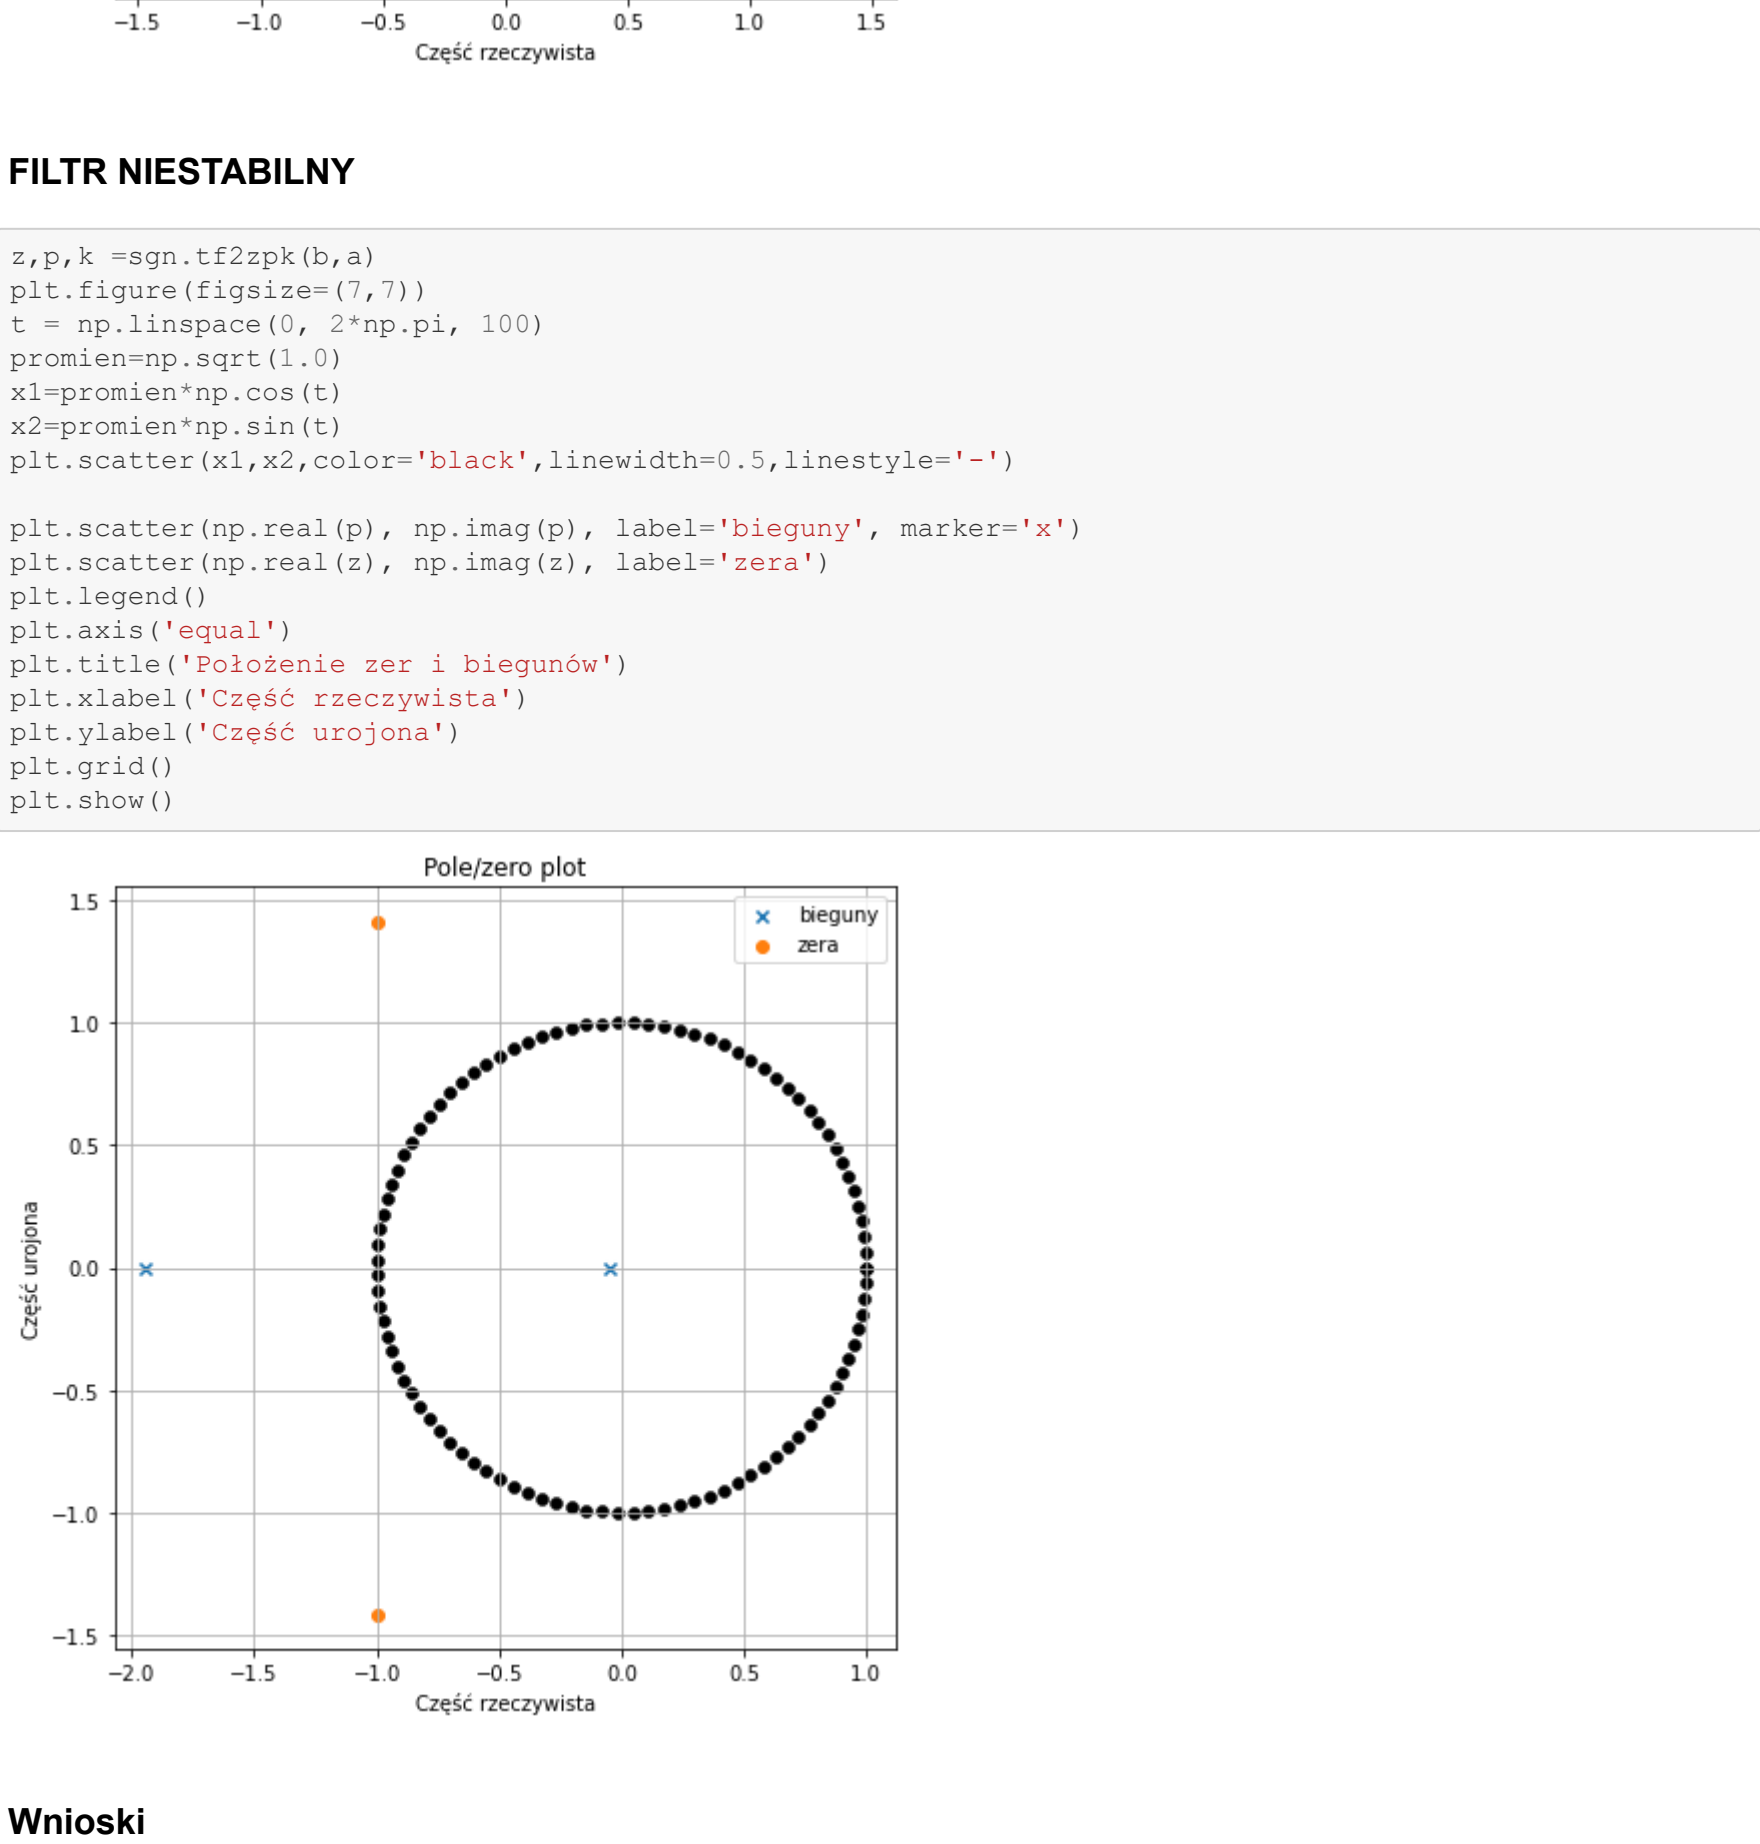 −1.5 −1.0 −0.5 0.0 0.5 1.0 1.5
Część rzeczywista
FILTR NIESTABILNY
z,p,k =sgn.tf2zpk(b,a)
plt.figure(figsize=(7,7))
t = np.linspace(0, 2*np.pi, 100)
promien=np.sqrt(1.0)
x1=promien*np.cos(t)
x2=promien*np.sin(t)
plt.scatter(x1,x2,color='black',linewidth=0.5,linestyle='-')
plt.scatter(np.real(p), np.imag(p), label='bieguny', marker='x')
plt.scatter(np.real(z), np.imag(z), label='zera')
plt.legend()
plt.axis('equal')
plt.title('Położenie zer i biegunów')
plt.xlabel('Część rzeczywista')
plt.ylabel('Część urojona')
plt.grid()
plt.show()
Pole/zero plot
bieguny
zera
1.5
1.0
0.5
0.0
−0.5
−1.0
−1.5
Część urojona
−2.0 −1.5 −1.0 −0.5 0.0 0.5 1.0
Część rzeczywista
Wnioski